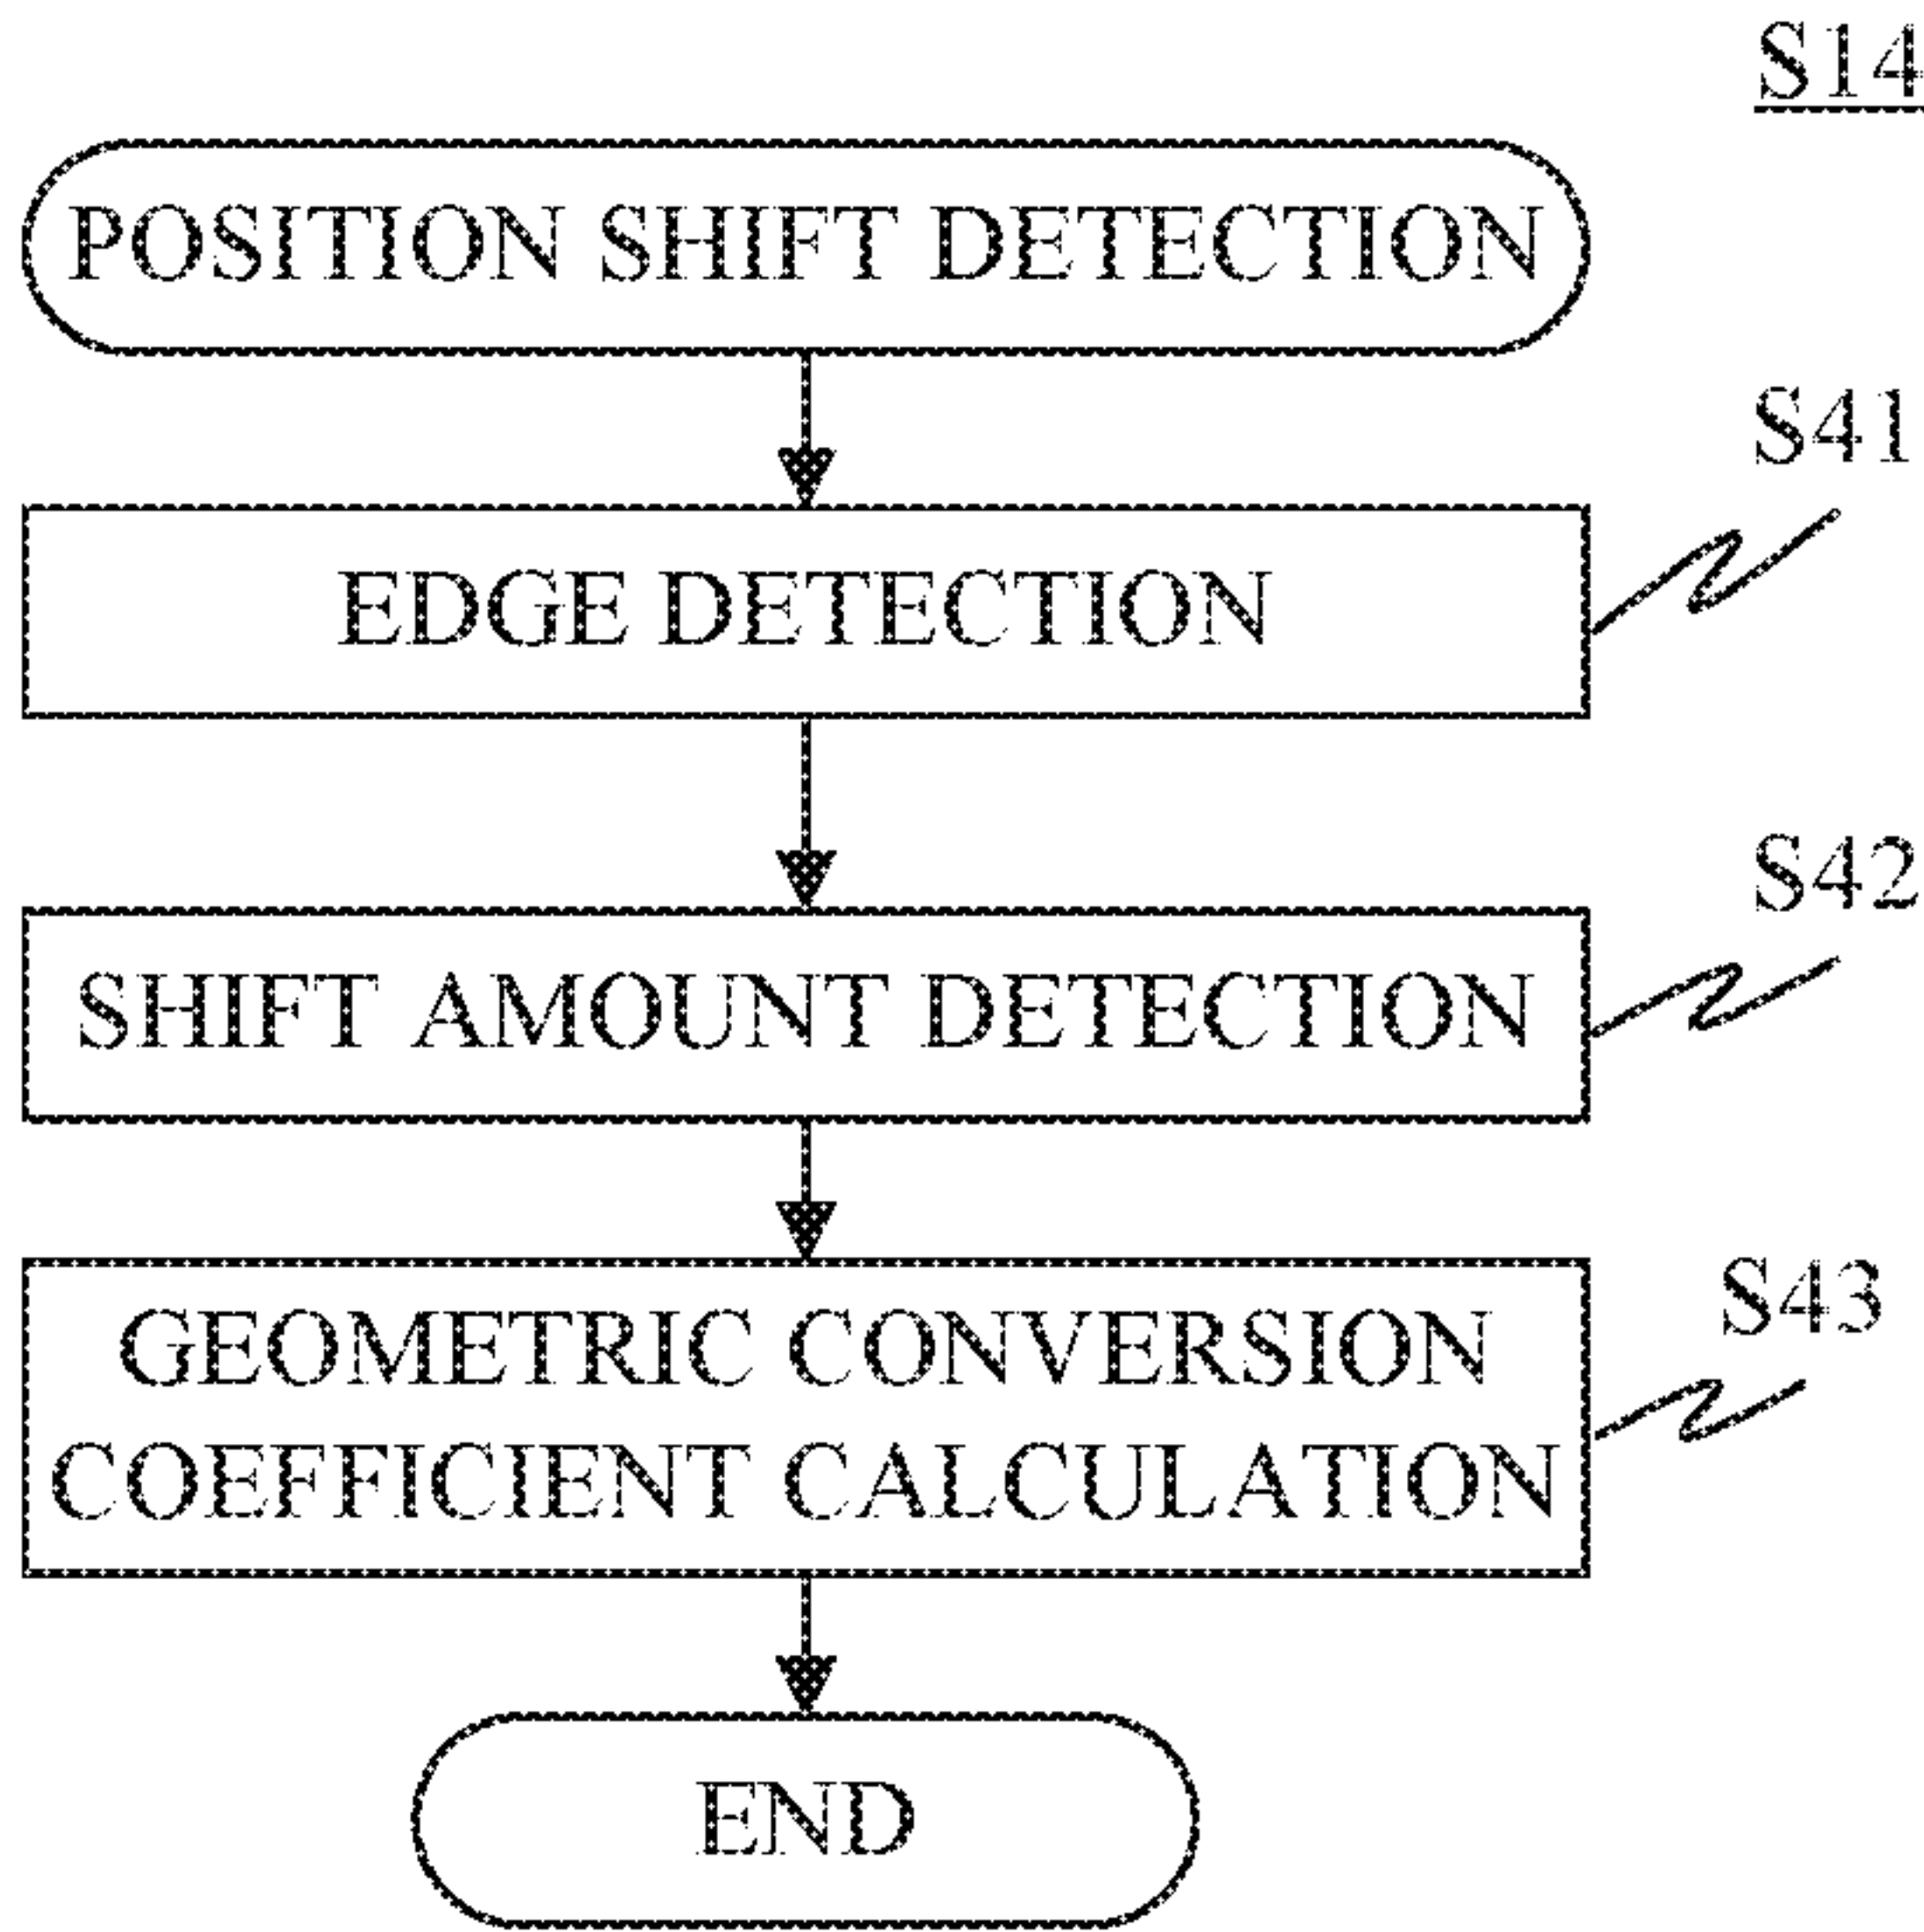 S14
POSITION SHIFT DETECTION
S41
EDGE DETECTION
S42
SHIFT AMOUNT DETECTION
S43
GEOMETRIC CONVERSION
COEFFICIENT CALCULATION
END